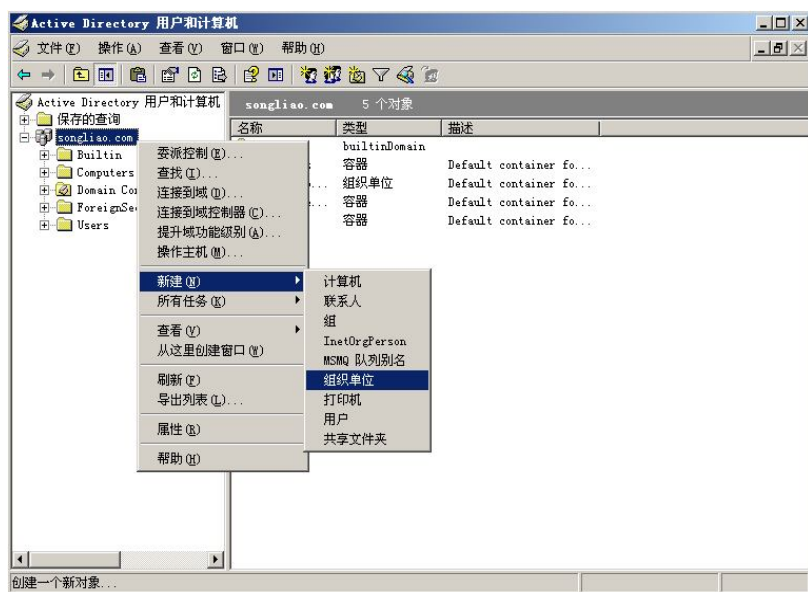 Active Directory 用户和计算机
文件(F) 操作(A) 查看(V) 窗口(W) 帮助(H)
Active Directory 用户和计算机
保存的查询
songliao.com
Builtin
Computers
Domain Con
ForeignSe
Users
songliao.com 5 个对象
名称 类型 描述
builtinDomain
容器 Default container fo...
... 组织单位 Default container fo...
... 容器 Default container fo...
容器 Default container fo...
委派控制(E)...
查找(I)...
连接到域(D)...
连接到域控制器(C)...
提升域功能级别(A)...
操作主机(M)...
新建(N)
所有任务(K)
查看(V)
从这里创建窗口(W)
刷新(F)
导出列表(L)...
属性(R)
帮助(H)
计算机
联系人
组
InetOrgPerson
MSMQ 队列别名
组织单位
打印机
用户
共享文件夹
创建一个新对象...